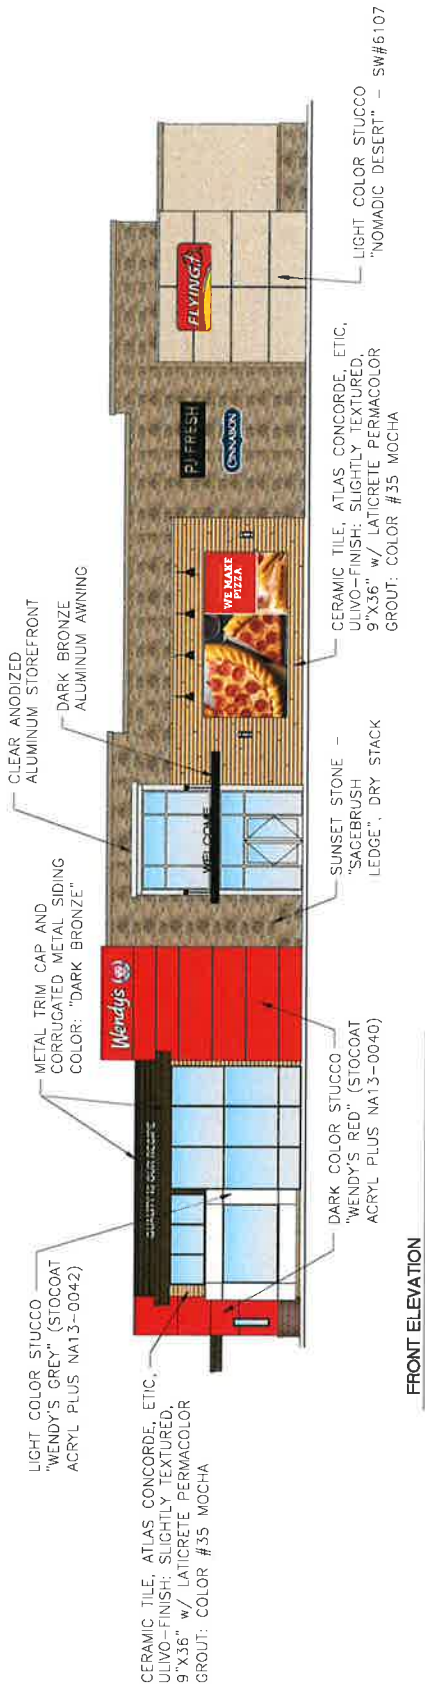 LIGHT COLOR STUCCO
"WENDY'S GREY" (STOCOAT
ACRYL PLUS NA13-0042)
METAL TRIM CAP AND
CORRUGATED METAL SIDING
COLOR: "DARK BRONZE"
CLEAR ANODIZED
ALUMINUM STOREFRONT
DARK BRONZE
ALUMINUM AWNING
QUALITY IS OUR RECIPE
Wendy's
WELCOME
WE MAKE
PIZZA
PJ FRESH
CINNABON
FLYING J
CERAMIC TILE, ATLAS CONCORDE, ETIC,
ULIVO-FINISH: SLIGHTLY TEXTURED,
9"X36" w/ LATICRETE PERMACOLOR
GROUT: COLOR #35 MOCHA
DARK COLOR STUCCO
"WENDY'S RED" (STOCOAT
ACRYL PLUS NA13-0040)
SUNSET STONE -
"SAGEBRUSH
LEDGE", DRY STACK
CERAMIC TILE, ATLAS CONCORDE, ETIC,
ULIVO-FINISH: SLIGHTLY TEXTURED,
9"X36" w/ LATICRETE PERMACOLOR
GROUT: COLOR #35 MOCHA
LIGHT COLOR STUCCO
"NOMADIC DESERT" - SW#6107
FRONT ELEVATION